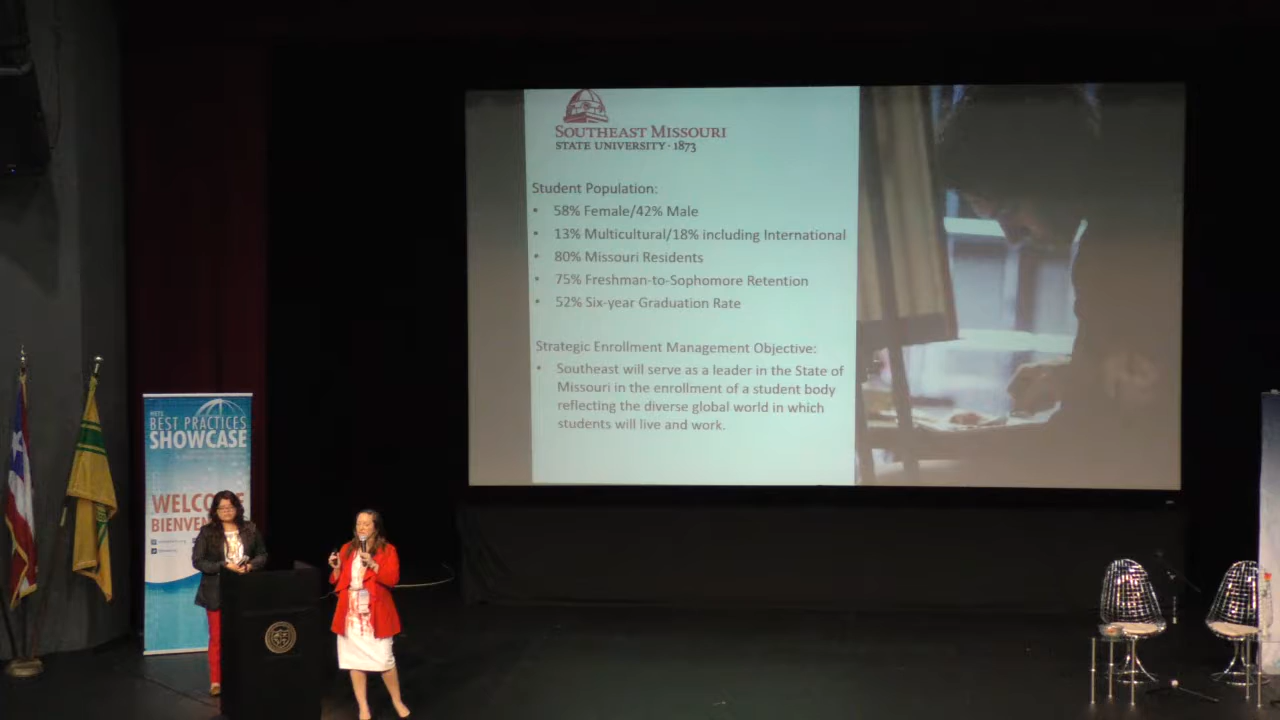 SOUTHEAST MISSOURI
STATE UNIVERSITY · 1873
Student Population:
• 58% Female/42% Male
• 13% Multicultural/18% including International
• 80% Missouri Residents
• 75% Freshman-to-Sophomore Retention
• 52% Six-year Graduation Rate
Strategic Enrollment Management Objective:
• Southeast will serve as a leader in the State of
Missouri in the enrollment of a student body
reflecting the diverse global world in which
students will live and work.
BEST PRACTICES
SHOWCASE